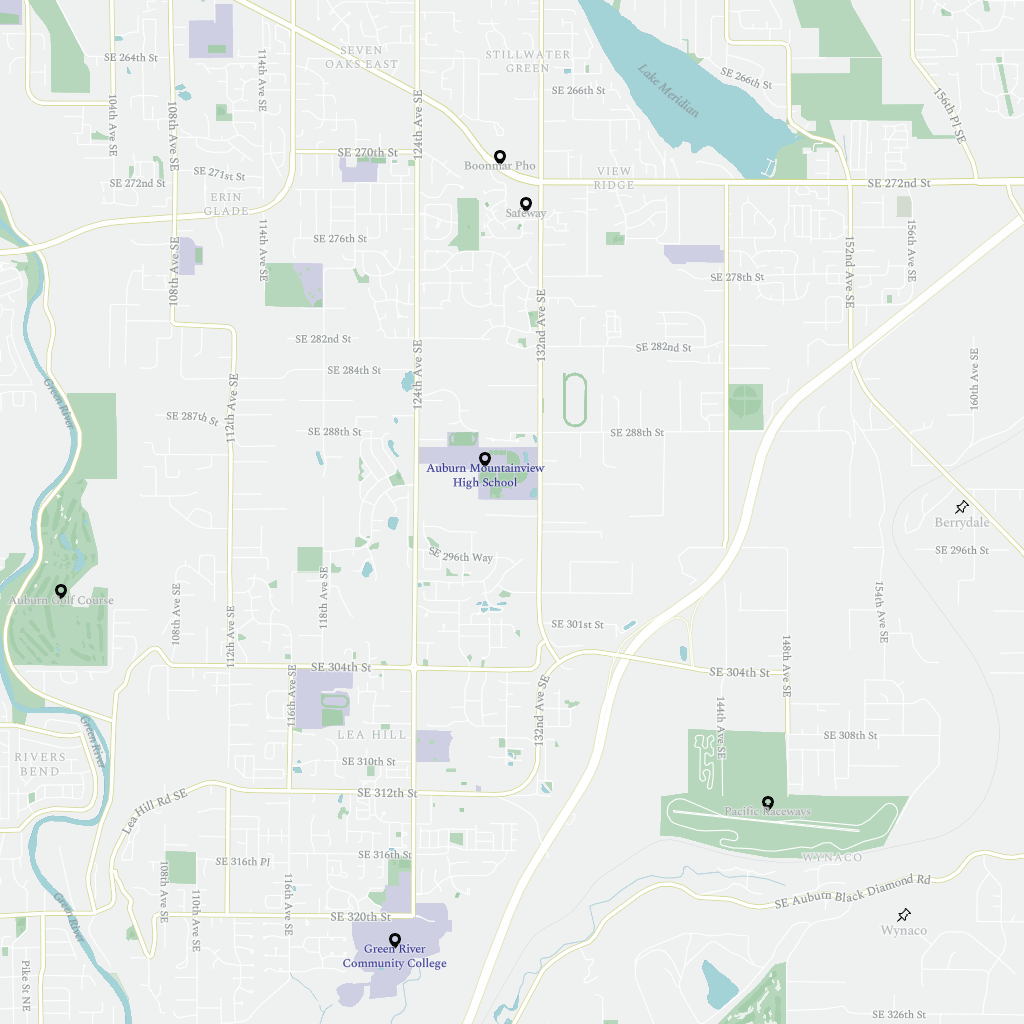 SEVEN
OAKS EAST
STILLWATER
GREEN
SE 264th St
SE 266th St
Lake Meridian
SE 266th St
114th Ave SE
104th Ave SE
108th Ave SE
124th Ave SE
156th Pl SE
SE 270th St
Boonmar Pho
SE 271st St
SE 272nd St
VIEW
RIDGE
SE 272nd St
ERIN
GLADE
Safeway
SE 276th St
114th Ave SE
108th Ave SE
152nd Ave SE
156th Ave SE
SE 278th St
132nd Ave SE
SE 282nd St
SE 282nd St
SE 284th St
124th Ave SE
160th Ave SE
Green River
112th Ave SE
SE 287th St
SE 288th St
SE 288th St
Auburn Mountainview
High School
Berrydale
SE 296th Way
SE 296th St
Auburn Golf Course
108th Ave SE
118th Ave SE
112th Ave SE
154th Ave SE
SE 301st St
148th Ave SE
SE 304th St
SE 304th St
116th Ave SE
132nd Ave SE
144th Ave SE
Green River
LEA HILL
SE 308th St
RIVERS
BEND
SE 310th St
SE 312th St
Lea Hill Rd SE
Pacific Raceways
WYNACO
SE 316th Pl
SE 316th St
108th Ave SE
110th Ave SE
116th Ave SE
SE Auburn Black Diamond Rd
Green River
SE 320th St
Wynaco
Green River
Community College
Pike St NE
SE 326th St